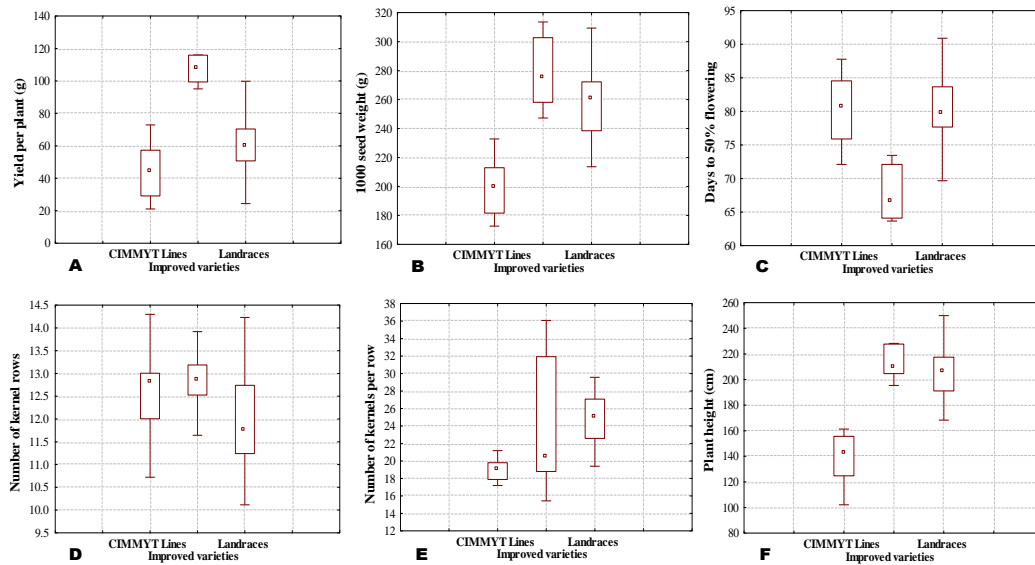 Yield per plant (g)
140
120
100
80
60
40
20
0
A
CIMMYT Lines Landraces
Improved varieties
1000 seed weight (g)
320
300
280
260
240
220
200
180
160
B
CIMMYT Lines Landraces
Improved varieties
Days to 50% flowering
95
90
85
80
75
70
65
60
C
CIMMYT Lines Landraces
Improved varieties
Number of kernel rows
14.5
14.0
13.5
13.0
12.5
12.0
11.5
11.0
10.5
10.0
9.5
D
CIMMYT Lines Landraces
Improved varieties
Number of kernels per row
38
36
34
32
30
28
26
24
22
20
18
16
14
12
E
CIMMYT Lines Landraces
Improved varieties
Plant height (cm)
260
240
220
200
180
160
140
120
100
80
F
CIMMYT Lines Landraces
Improved varieties